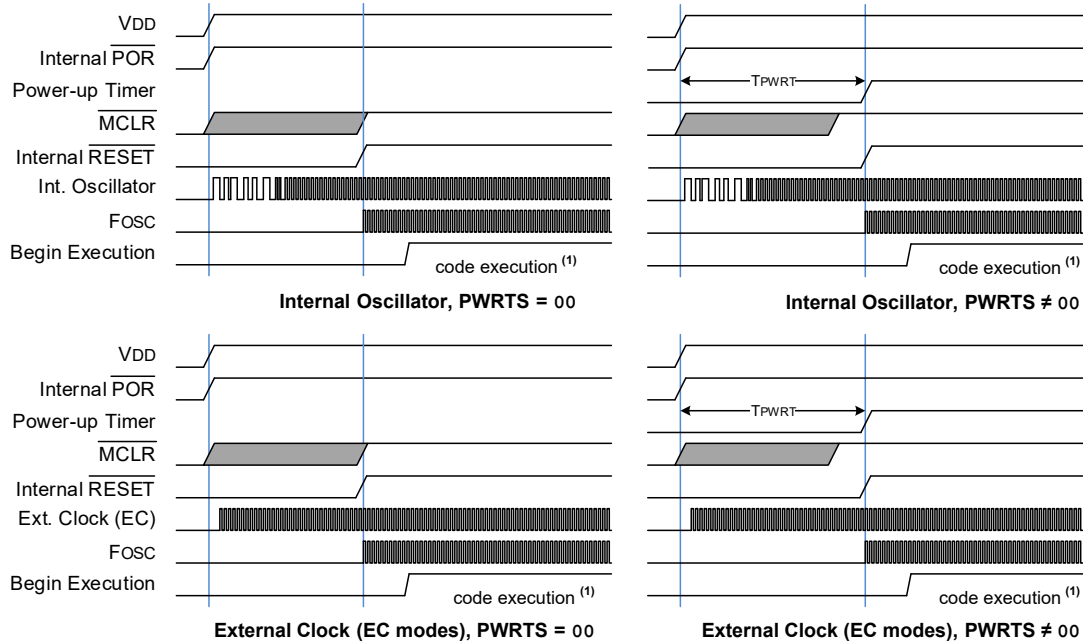 VDD
Internal POR
Power-up Timer
TPWRT
MCLR
Internal RESET
Int. Oscillator
FOSC
Begin Execution
code execution (1)
code execution (1)
Internal Oscillator, PWRTS = 00
Internal Oscillator, PWRTS ≠ 00
VDD
Internal POR
Power-up Timer
TPWRT
MCLR
Internal RESET
Ext. Clock (EC)
FOSC
Begin Execution
code execution (1)
code execution (1)
External Clock (EC modes), PWRTS = 00
External Clock (EC modes), PWRTS ≠ 00